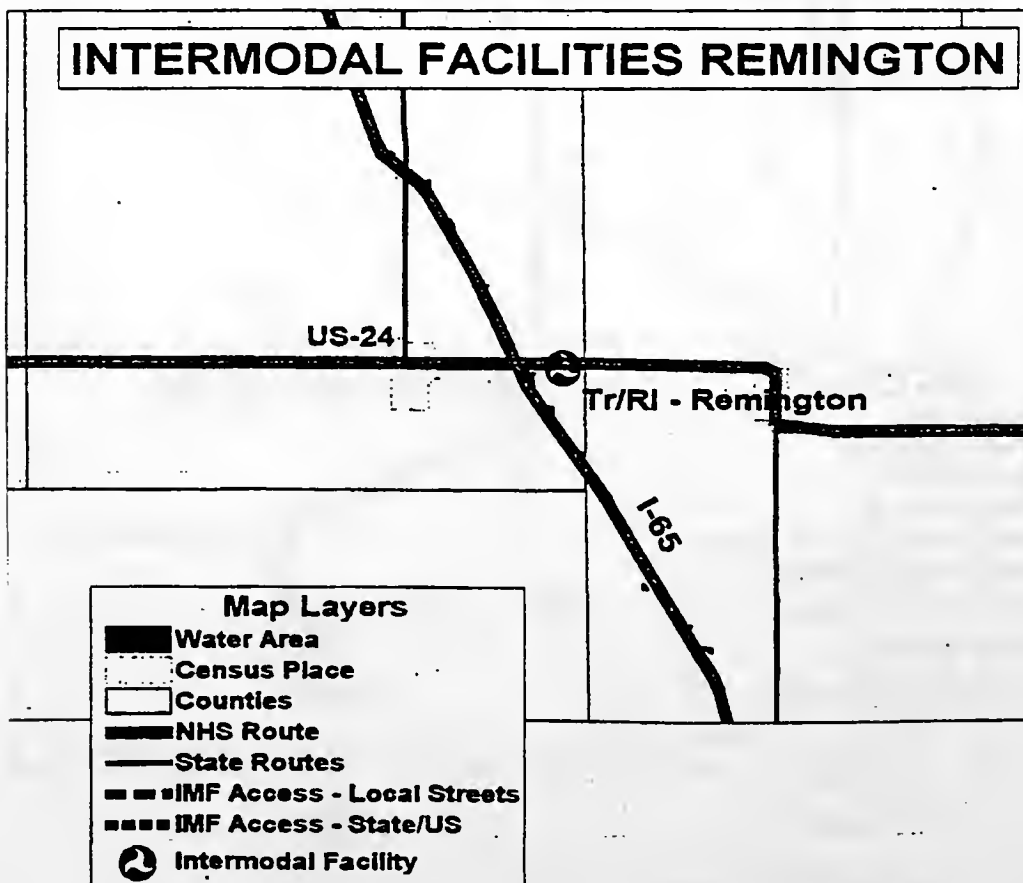 INTERMODAL FACILITIES REMINGTON
US-24
Tr/Rl - Remington
I-65
Map Layers
Water Area
Census Place
Counties
NHS Route
State Routes
IMF Access - Local Streets
IMF Access - State/US
Intermodal Facility